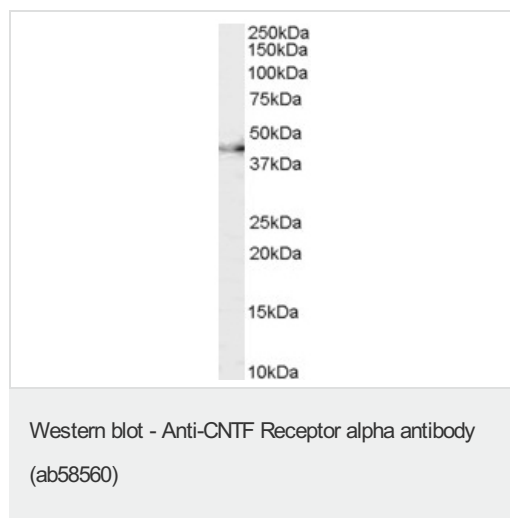 250kDa
150kDa
100kDa
75kDa
50kDa
37kDa
25kDa
20kDa
15kDa
10kDa
Western blot - Anti-CNTF Receptor alpha antibody
(ab58560)